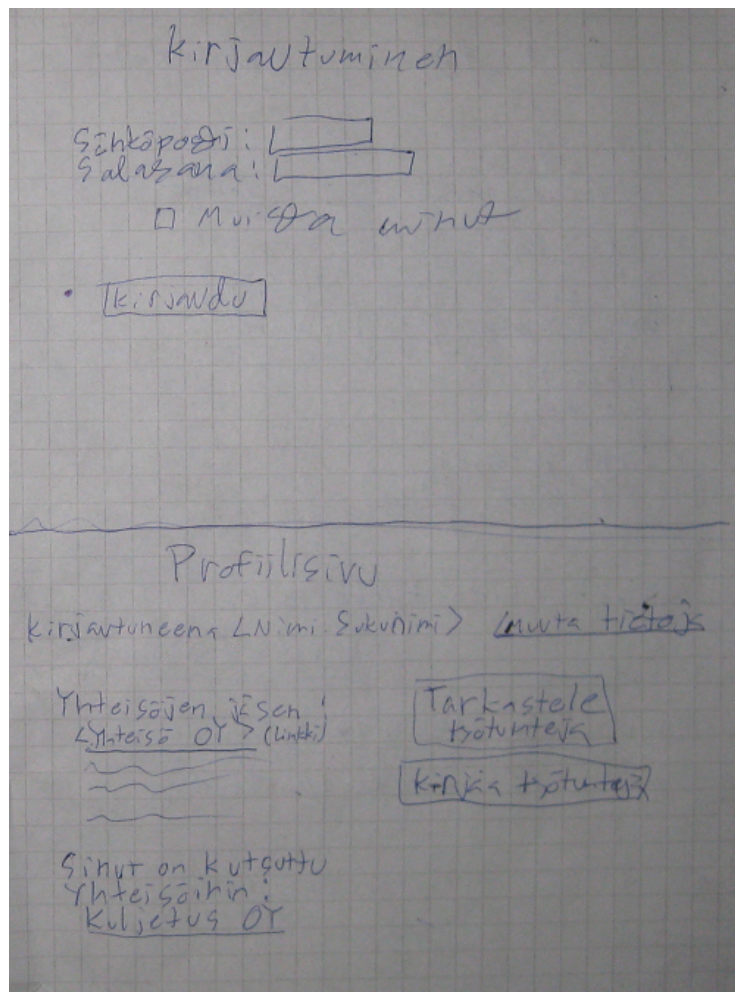 Kirjautuminen
Sähköposti:
Salasana:
Muista minut
Kirjaudu
Profiilisivu
Kirjautuneena <Nimi Sukunimi> muuta tietoja
Yhteisöjen jäsen:
<Yhteisö OY> (linkki)
Tarkastele
työtunteja
Kirjaa työtunteja
Sinut on kutsuttu
Yhteisöihin:
Kuljetus OY